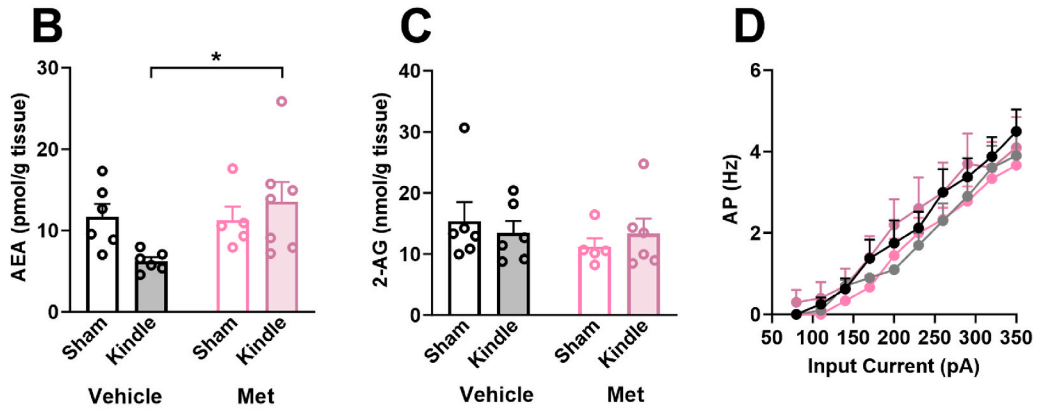 B
AEA (pmol/g tissue)
30
20
10
0
*
Sham
Kindle
Sham
Kindle
Vehicle
Met
C
2-AG (nmol/g tissue)
40
30
20
10
0
Sham
Kindle
Sham
Kindle
Vehicle
Met
D
AP (Hz)
6
4
2
0
50 100 150 200 250 300 350
Input Current (pA)